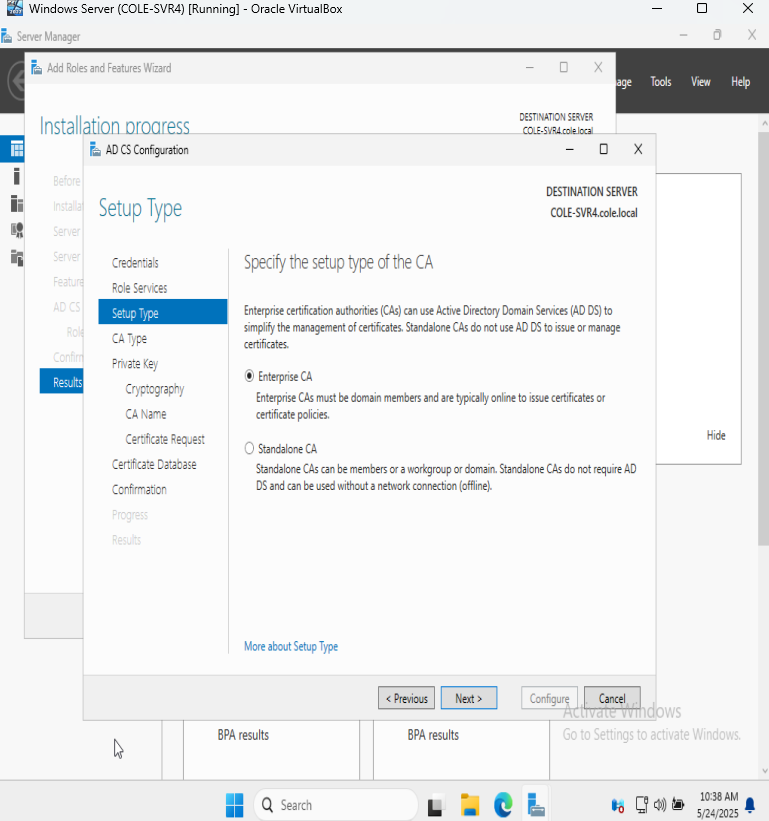 Windows Server (COLE-SVR4) [Running] - Oracle VirtualBox
Server Manager
Add Roles and Features Wizard
Tools View Help
Installation progress
DESTINATION SERVER
COLE-SVR4.cole.local
AD CS Configuration
Before
Installa
Server
Server
Feature
AD CS
Role
Confirm
Results
Setup Type
DESTINATION SERVER
COLE-SVR4.cole.local
Credentials
Role Services
Setup Type
CA Type
Private Key
Cryptography
CA Name
Certificate Request
Certificate Database
Confirmation
Progress
Results
Specify the setup type of the CA
Enterprise certification authorities (CAs) can use Active Directory Domain Services (AD DS) to
simplify the management of certificates. Standalone CAs do not use AD DS to issue or manage
certificates.
Enterprise CA
Enterprise CAs must be domain members and are typically online to issue certificates or
certificate policies.
Standalone CA
Standalone CAs can be members or a workgroup or domain. Standalone CAs do not require AD
DS and can be used without a network connection (offline).
More about Setup Type
Hide
< Previous Next > Configure Cancel
Activate Windows
Go to Settings to activate Windows.
BPA results BPA results
Search
10:38 AM
5/24/2025